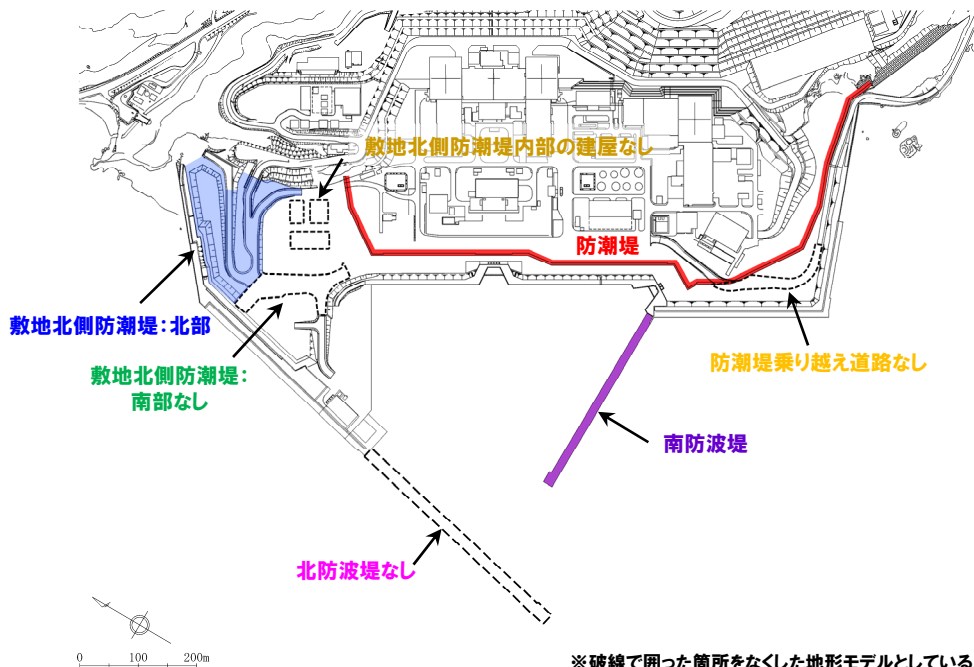 敷地北側防潮堤内部の建屋なし
防潮堤
敷地北側防潮堤：北部
敷地北側防潮堤：
南部なし
防潮堤乗り越え道路なし
南防波堤
北防波堤なし
0 100 200m
※破線で囲った箇所をなくした地形モデルとしている